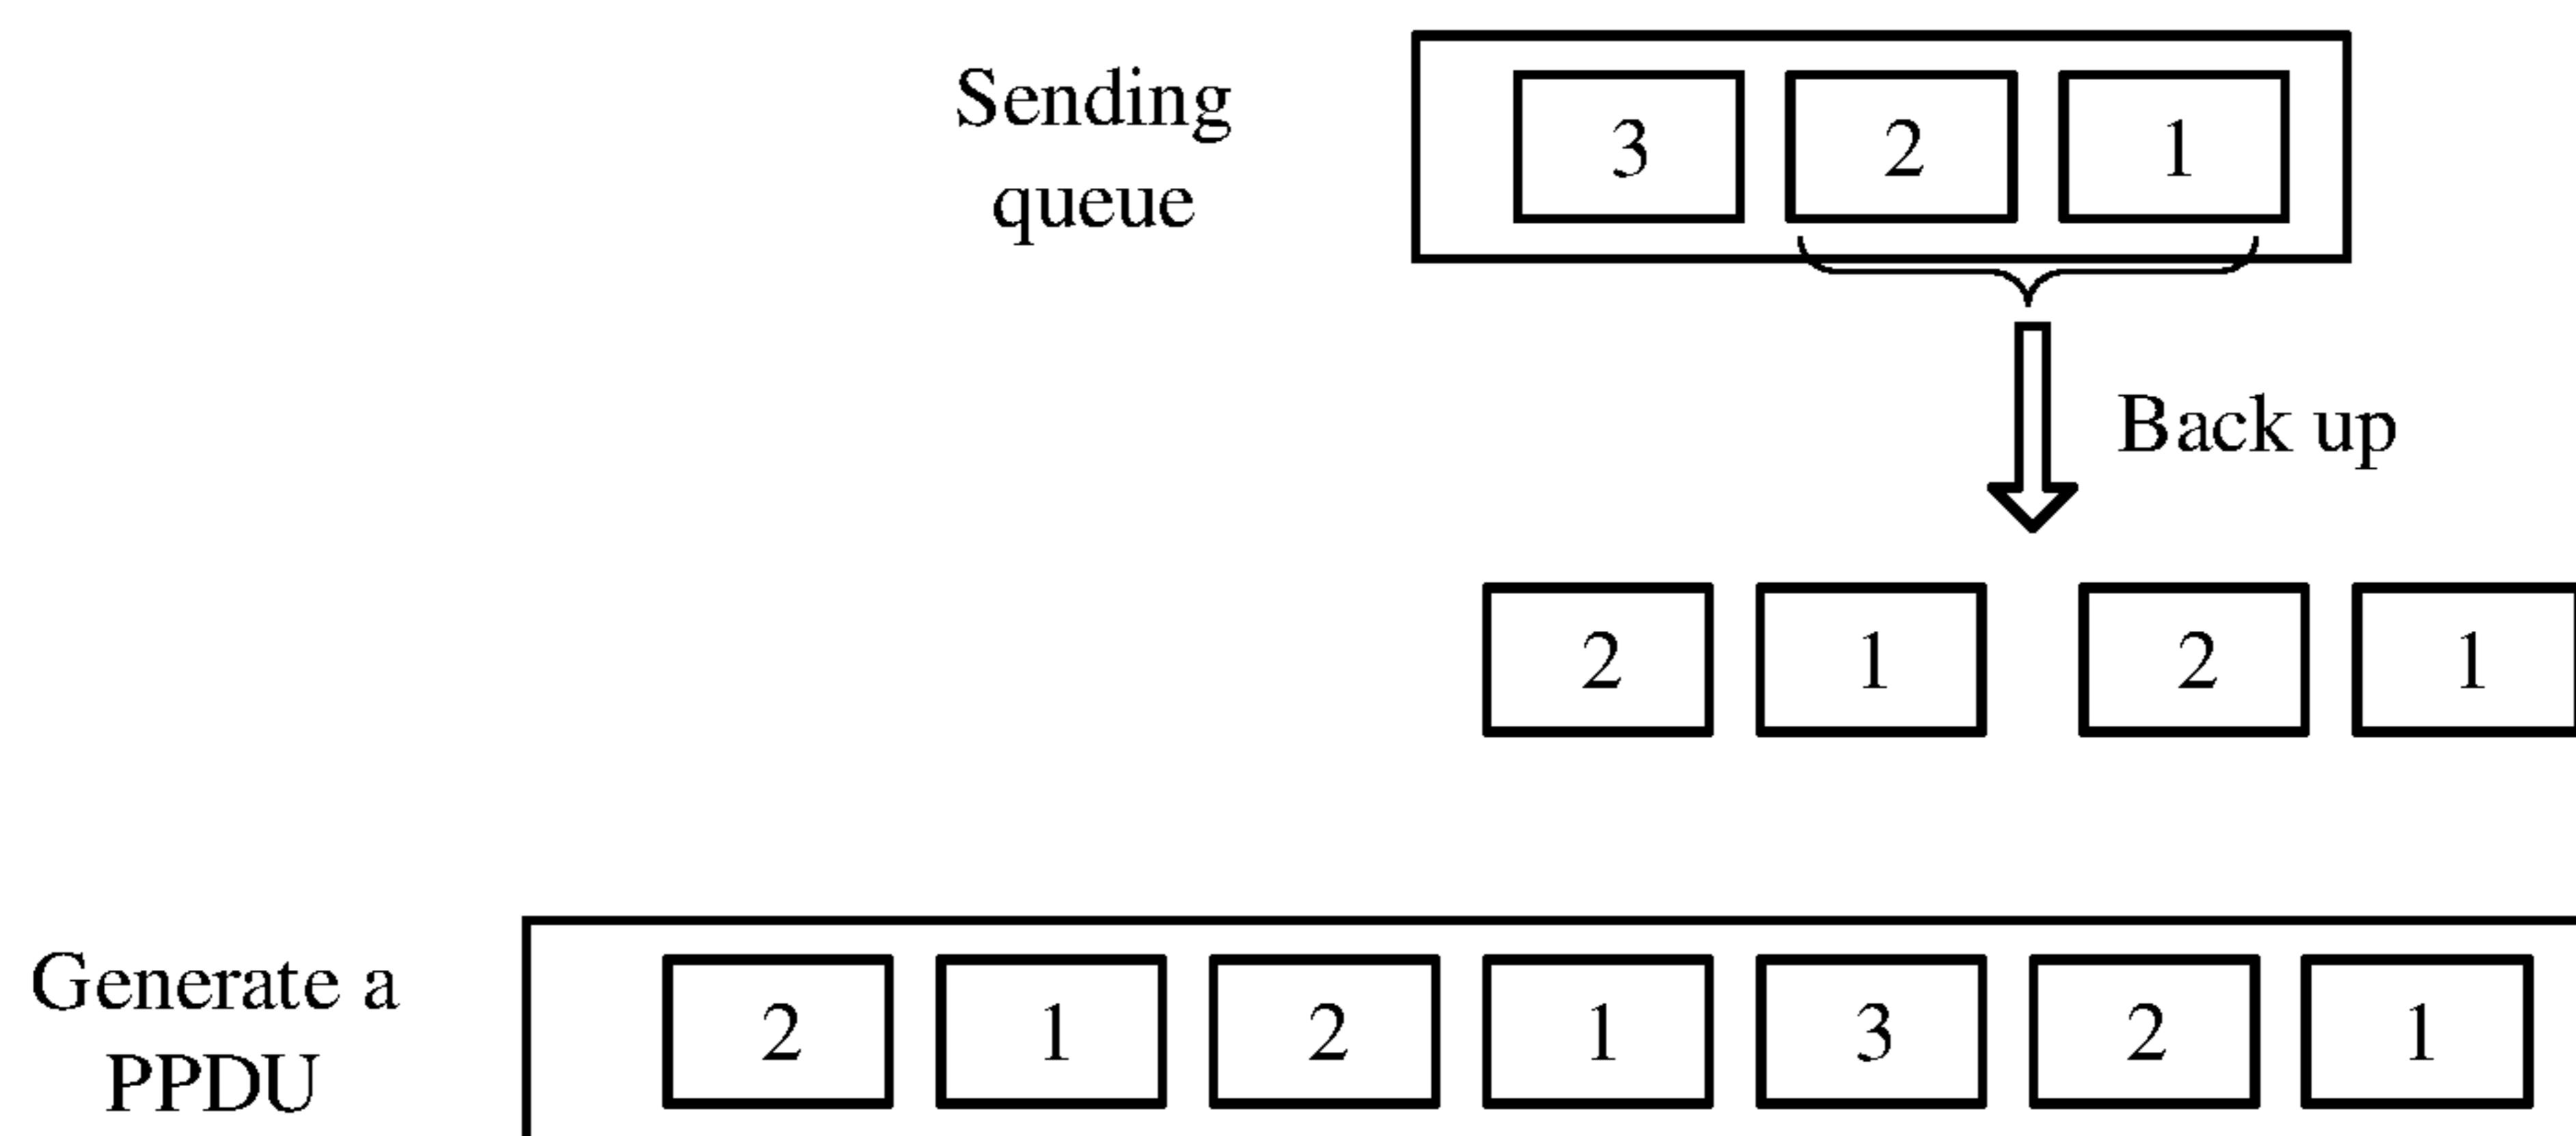 Sending
queue
3 2 1
Back up
2 1 2 1
Generate a
PPDU
2 1 2 1 3 2 1